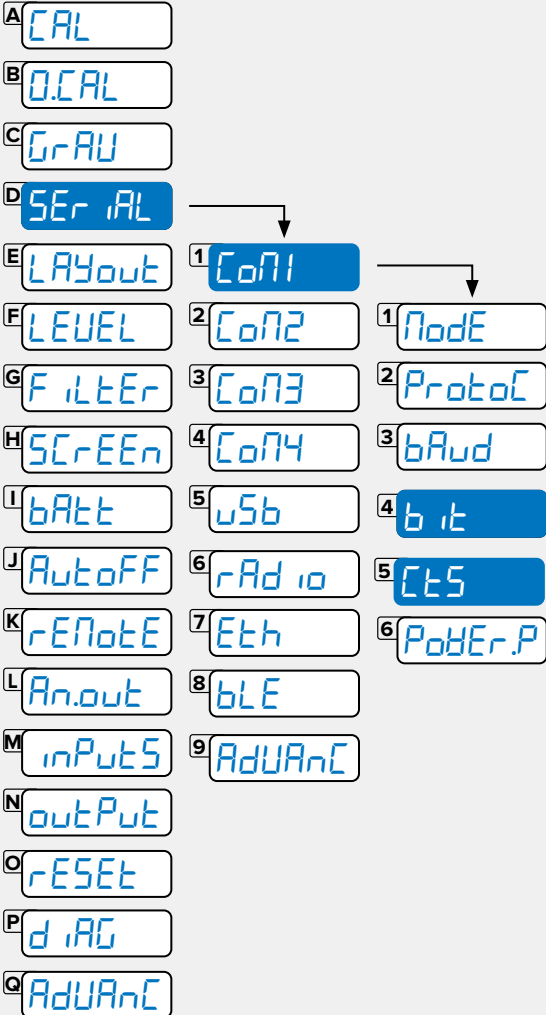 A CAL
B 0.CAL
C GrAV
D SEriAL
E LAYout
F LEVEL
G FiLtEr
H SCrEEn
I bAtt
J AutoFF
K rEMotE
L An.out
M inPutS
N outPut
O rESEt
P diAG
Q AdVAnC
1 CoM1
2 CoM2
3 CoM3
4 CoM4
5 uSb
6 rAdio
7 Eth
8 bLE
9 AdVAnC
1 ModE
2 ProtoC
3 bAud
4 bit
5 CtS
6 PoWEr.P